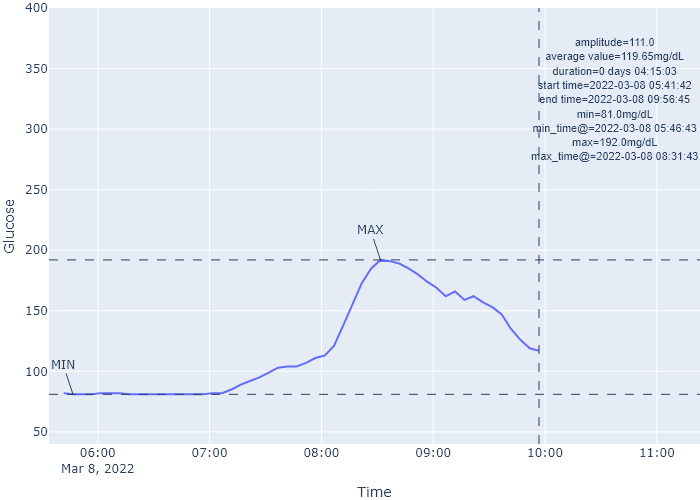 400
amplitude=111.0
average value=119.65mg/dL
350
duration=0 days 04:15:03
start time=2022-03-08 05:41:42
end time=2022-03-08 09:56:45
min=81.0mg/dL
300
min_time@=2022-03-08 05:46:43
max=192.0mg/dL
max_time@=2022-03-08 08:31:43
250
Glucose
MAX
200
150
100
MIN
50
06:00 07:00 08:00 09:00 10:00 11:00
Mar 8, 2022
Time